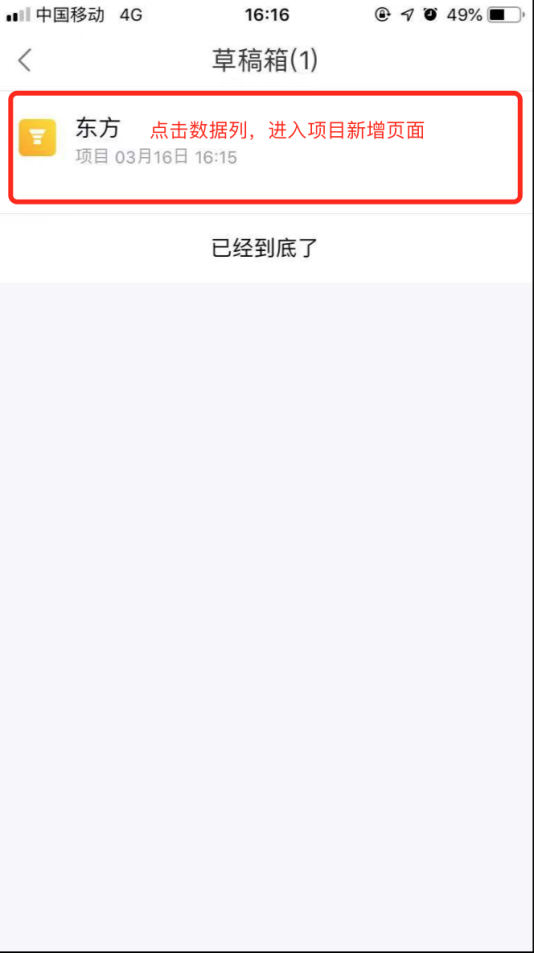 中国移动 4G 16:16 49%
草稿箱(1)
东方 点击数据列，进入项目新增页面
项目 03月16日 16:15
已经到底了